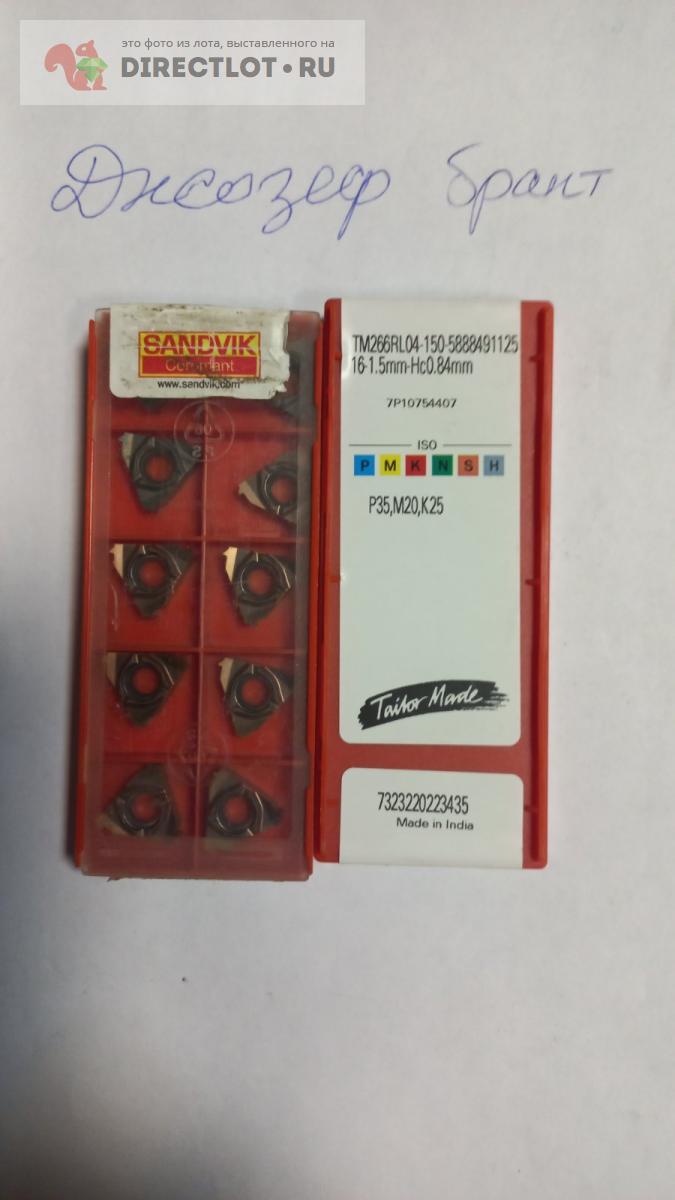 это фото из лота, выставленного на
DIRECTLOT.RU
Джозеф брант
SANDVIK
Coromant
www.sandvik.com
TM266RL04-150-5888491125
16-1.5mm-Hc0.84mm
7P10754407
ISO
P M K N S H
P35,M20,K25
Tailor Made
7323220223435
Made in India